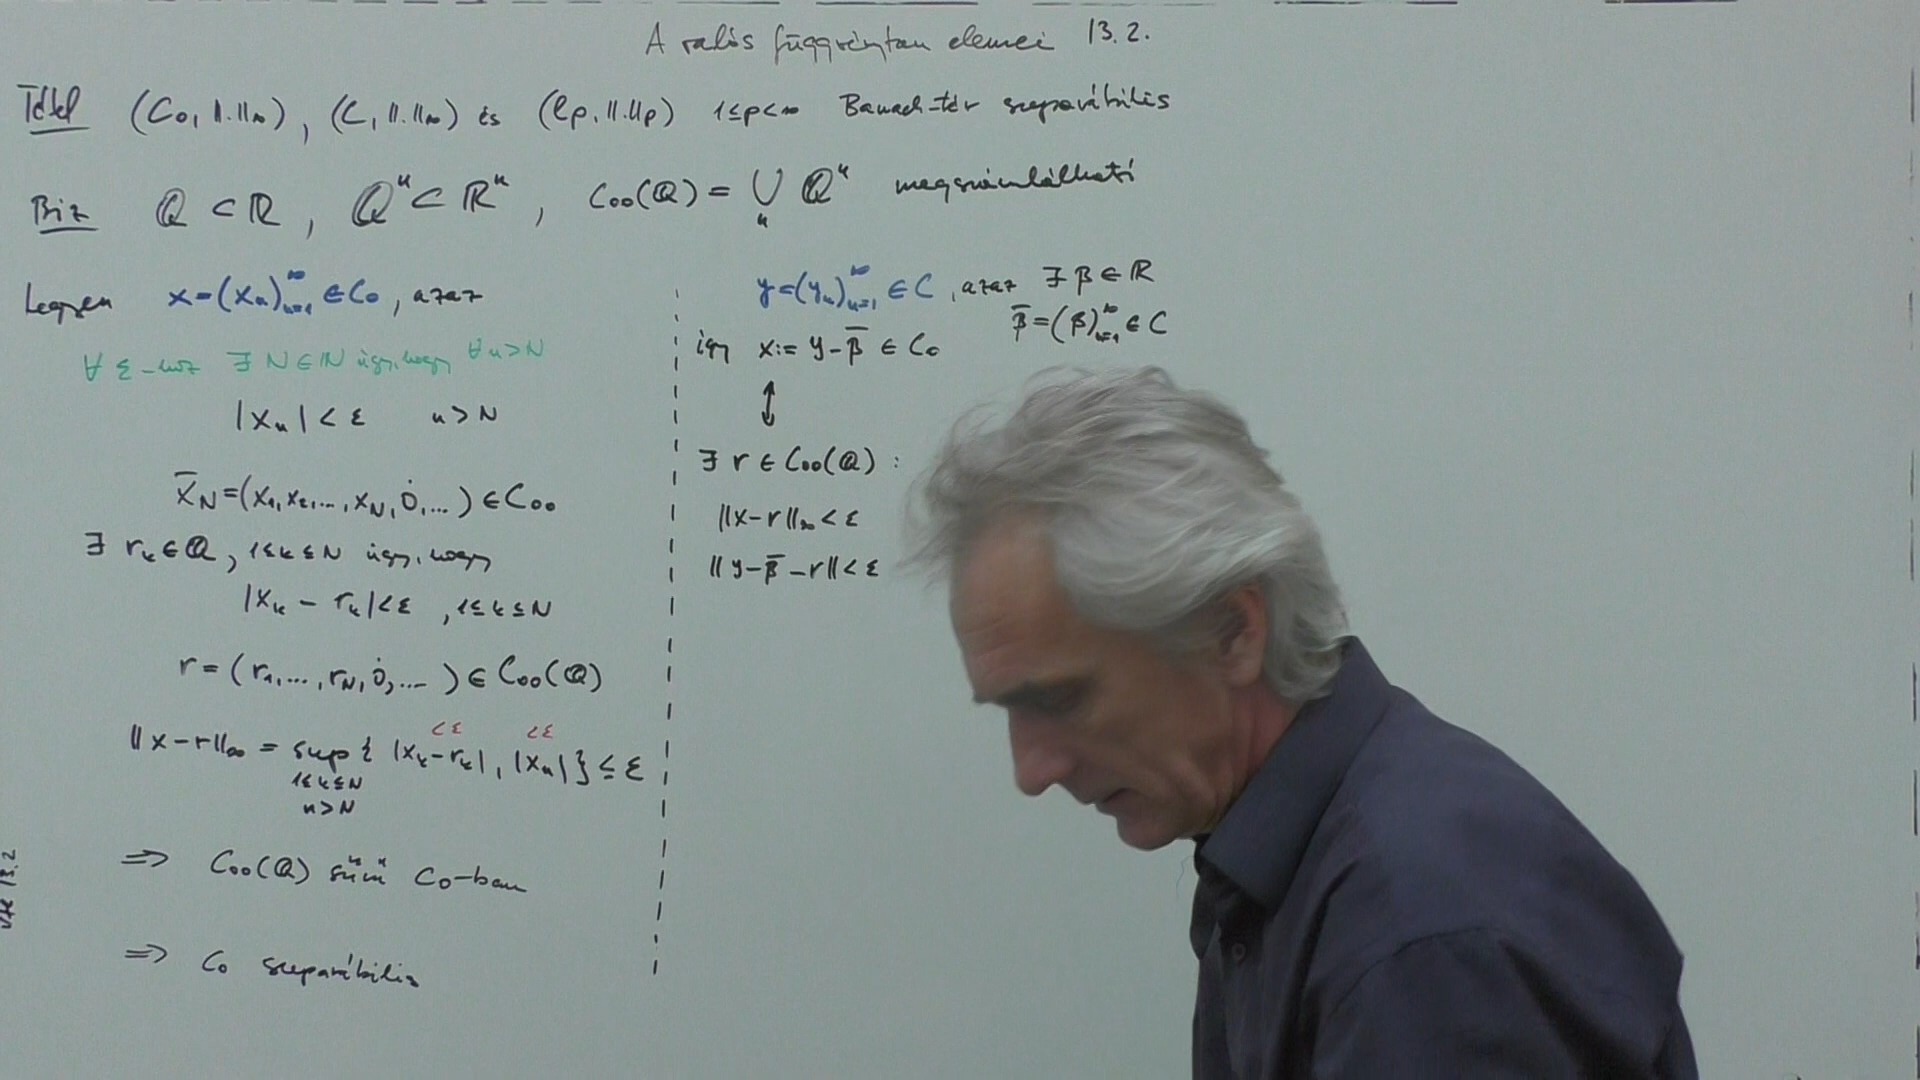 A valós függvénytan elemei 13.2.
Tétel (C₀, ‖.‖∞), (C, ‖.‖∞) és (ℓp, ‖.‖p) 1≤p<∞ Banach-tér szeparábilis
Biz ℚ ⊂ ℝ, ℚⁿ ⊂ ℝⁿ, C₀₀(ℚ) = ∪ₙ ℚⁿ megszámlálható
Legyen x=(xₙ)ₙ₌₁^∞ ∈ C₀, azaz
∀ ε-hoz ∃ N∈ℕ úgy, hogy ∀n>N
|xₙ| < ε n>N
x̄_N=(x₁,x₂,...,x_N,0̇,...) ∈ C₀₀
∃ r_k∈ℚ, 1≤k≤N úgy, hogy
|x_k − r_k|<ε, 1≤k≤N
r=(r₁,...,r_N,0̇,...) ∈ C₀₀(ℚ)
<ε <ε
‖x−r‖∞ = sup{ |x_k−r_k|, |xₙ| } ≤ ε
1≤k≤N
n>N
⇒ C₀₀(ℚ) sűrű C₀-ban
⇒ C₀ szeparábilis
y=(yₙ)ₙ₌₁^∞ ∈ C, azaz ∃ β∈ℝ
β̄=(β)ₙ₌₁^∞ ∈ C
így x:= y−β̄ ∈ C₀
↕
∃ r ∈ C₀₀(ℚ) :
‖x−r‖∞ < ε
‖y−β̄−r‖ < ε
VTK 13.2